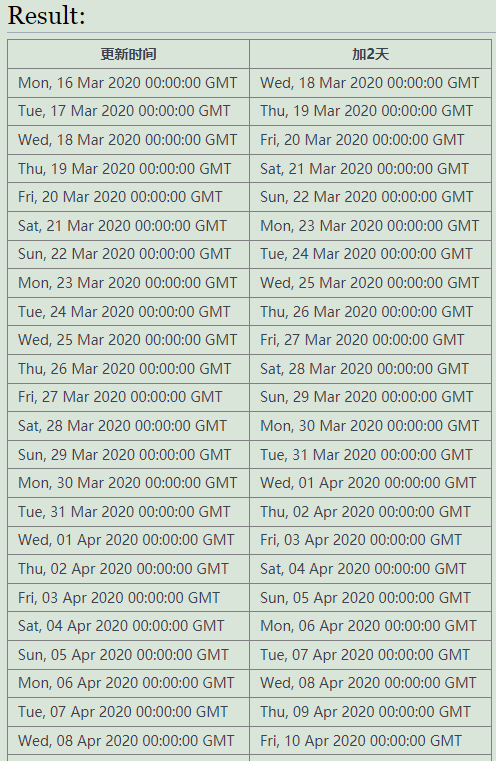 Result:
更新时间 加2天
Mon, 16 Mar 2020 00:00:00 GMT Wed, 18 Mar 2020 00:00:00 GMT
Tue, 17 Mar 2020 00:00:00 GMT Thu, 19 Mar 2020 00:00:00 GMT
Wed, 18 Mar 2020 00:00:00 GMT Fri, 20 Mar 2020 00:00:00 GMT
Thu, 19 Mar 2020 00:00:00 GMT Sat, 21 Mar 2020 00:00:00 GMT
Fri, 20 Mar 2020 00:00:00 GMT Sun, 22 Mar 2020 00:00:00 GMT
Sat, 21 Mar 2020 00:00:00 GMT Mon, 23 Mar 2020 00:00:00 GMT
Sun, 22 Mar 2020 00:00:00 GMT Tue, 24 Mar 2020 00:00:00 GMT
Mon, 23 Mar 2020 00:00:00 GMT Wed, 25 Mar 2020 00:00:00 GMT
Tue, 24 Mar 2020 00:00:00 GMT Thu, 26 Mar 2020 00:00:00 GMT
Wed, 25 Mar 2020 00:00:00 GMT Fri, 27 Mar 2020 00:00:00 GMT
Thu, 26 Mar 2020 00:00:00 GMT Sat, 28 Mar 2020 00:00:00 GMT
Fri, 27 Mar 2020 00:00:00 GMT Sun, 29 Mar 2020 00:00:00 GMT
Sat, 28 Mar 2020 00:00:00 GMT Mon, 30 Mar 2020 00:00:00 GMT
Sun, 29 Mar 2020 00:00:00 GMT Tue, 31 Mar 2020 00:00:00 GMT
Mon, 30 Mar 2020 00:00:00 GMT Wed, 01 Apr 2020 00:00:00 GMT
Tue, 31 Mar 2020 00:00:00 GMT Thu, 02 Apr 2020 00:00:00 GMT
Wed, 01 Apr 2020 00:00:00 GMT Fri, 03 Apr 2020 00:00:00 GMT
Thu, 02 Apr 2020 00:00:00 GMT Sat, 04 Apr 2020 00:00:00 GMT
Fri, 03 Apr 2020 00:00:00 GMT Sun, 05 Apr 2020 00:00:00 GMT
Sat, 04 Apr 2020 00:00:00 GMT Mon, 06 Apr 2020 00:00:00 GMT
Sun, 05 Apr 2020 00:00:00 GMT Tue, 07 Apr 2020 00:00:00 GMT
Mon, 06 Apr 2020 00:00:00 GMT Wed, 08 Apr 2020 00:00:00 GMT
Tue, 07 Apr 2020 00:00:00 GMT Thu, 09 Apr 2020 00:00:00 GMT
Wed, 08 Apr 2020 00:00:00 GMT Fri, 10 Apr 2020 00:00:00 GMT